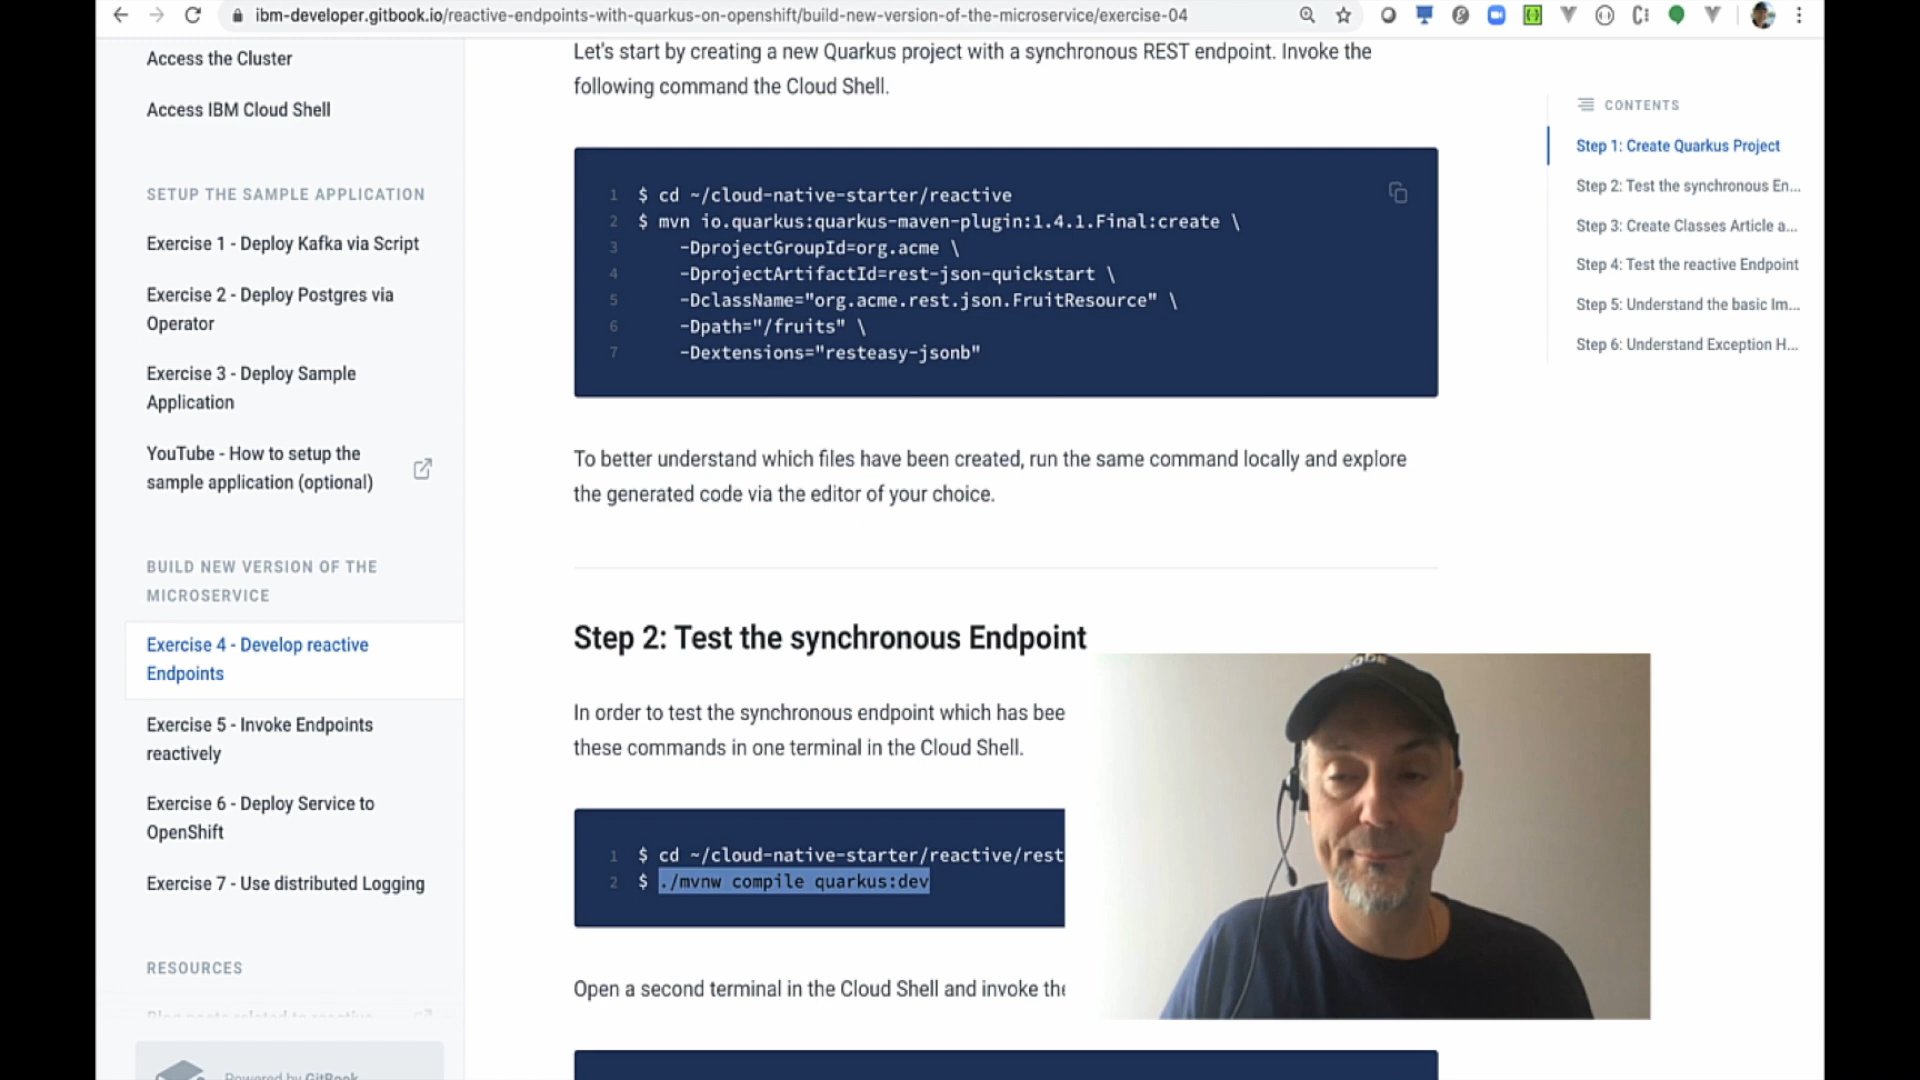 ibm-developer.gitbook.io/reactive-endpoints-with-quarkus-on-openshift/build-new-version-of-the-microservice/exercise-04
Access the Cluster
Access IBM Cloud Shell
SETUP THE SAMPLE APPLICATION
Exercise 1 - Deploy Kafka via Script
Exercise 2 - Deploy Postgres via
Operator
Exercise 3 - Deploy Sample
Application
YouTube - How to setup the
sample application (optional)
BUILD NEW VERSION OF THE
MICROSERVICE
Exercise 4 - Develop reactive
Endpoints
Exercise 5 - Invoke Endpoints
reactively
Exercise 6 - Deploy Service to
OpenShift
Exercise 7 - Use distributed Logging
RESOURCES
Blog posts related to reactive
Powered by GitBook
Let's start by creating a new Quarkus project with a synchronous REST endpoint. Invoke the
following command the Cloud Shell.
1 $ cd ~/cloud-native-starter/reactive
2 $ mvn io.quarkus:quarkus-maven-plugin:1.4.1.Final:create \
3 -DprojectGroupId=org.acme \
4 -DprojectArtifactId=rest-json-quickstart \
5 -DclassName="org.acme.rest.json.FruitResource" \
6 -Dpath="/fruits" \
7 -Dextensions="resteasy-jsonb"
To better understand which files have been created, run the same command locally and explore
the generated code via the editor of your choice.
Step 2: Test the synchronous Endpoint
In order to test the synchronous endpoint which has bee
these commands in one terminal in the Cloud Shell.
1 $ cd ~/cloud-native-starter/reactive/rest
2 $ ./mvnw compile quarkus:dev
Open a second terminal in the Cloud Shell and invoke the
CONTENTS
Step 1: Create Quarkus Project
Step 2: Test the synchronous En...
Step 3: Create Classes Article a...
Step 4: Test the reactive Endpoint
Step 5: Understand the basic Im...
Step 6: Understand Exception H...